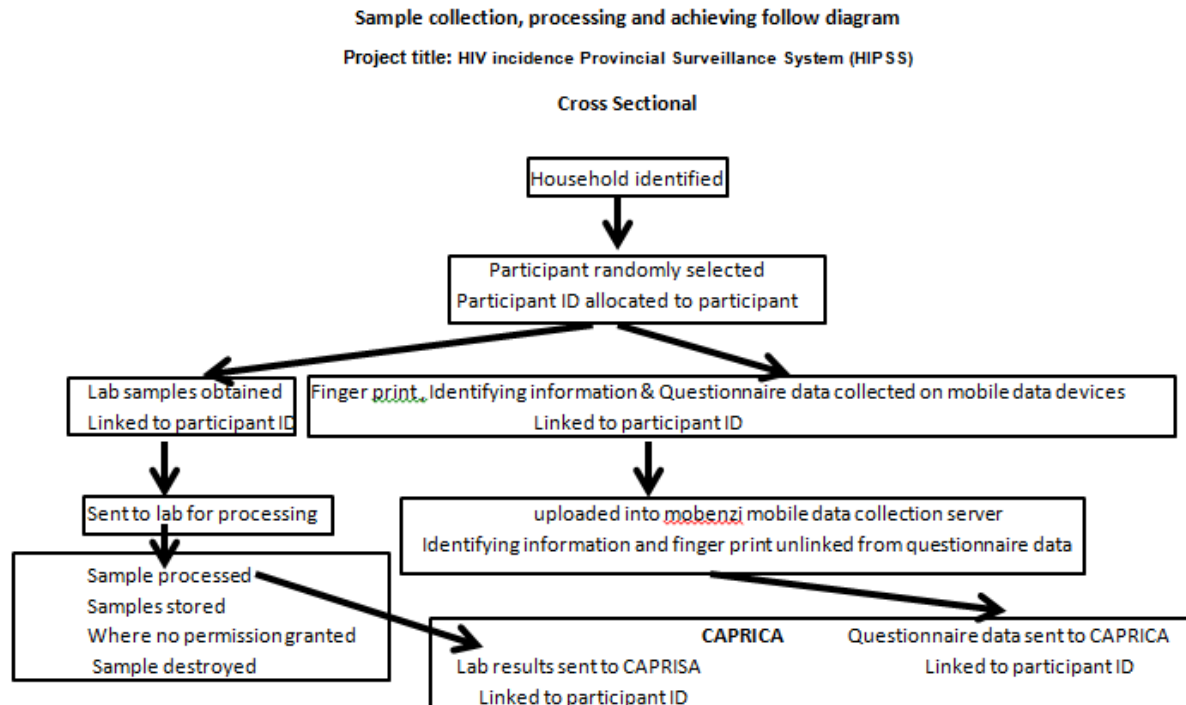 Sample collection, processing and achieving follow diagram
Project title: HIV incidence Provincial Surveillance System (HIPSS)
Cross Sectional
Household identified
Participant randomly selected
Participant ID allocated to participant
Lab samples obtained
Linked to participant ID
Finger print , Identifying information & Questionnaire data collected on mobile data devices
Linked to participant ID
Sent to lab for processing
uploaded into mobenzi mobile data collection server
Identifying information and finger print unlinked from questionnaire data
Sample processed
Samples stored
Where no permission granted
Sample destroyed
CAPRICA
Lab results sent to CAPRISA
Linked to participant ID
Questionnaire data sent to CAPRICA
Linked to participant ID